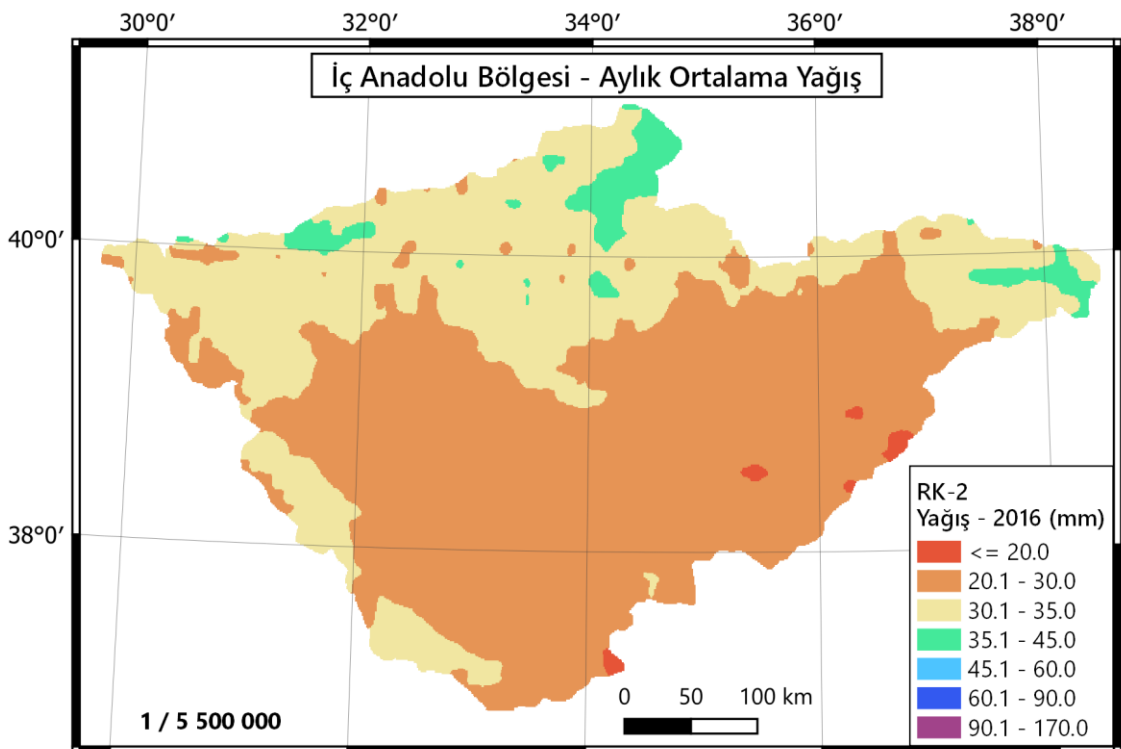 30°0′ 32°0′ 34°0′ 36°0′ 38°0′
İç Anadolu Bölgesi - Aylık Ortalama Yağış
40°0′
38°0′
RK-2
Yağış - 2016 (mm)
<= 20.0
20.1 - 30.0
30.1 - 35.0
35.1 - 45.0
45.1 - 60.0
60.1 - 90.0
90.1 - 170.0
0 50 100 km
1 / 5 500 000